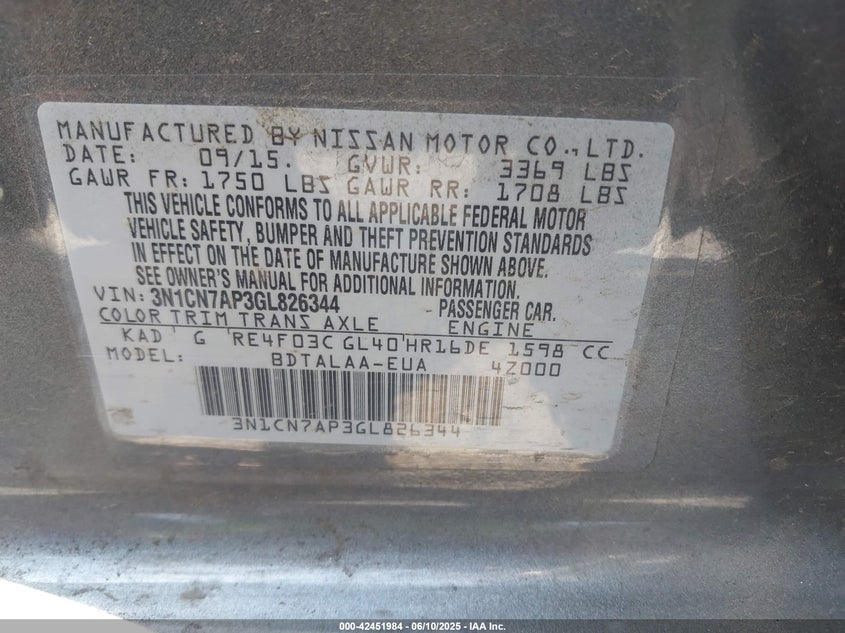 MANUFACTURED BY NISSAN MOTOR CO., LTD.
DATE: 09/15. GVWR: 3369 LBS
GAWR FR: 1750 LBS GAWR RR: 1708 LBS
THIS VEHICLE CONFORMS TO ALL APPLICABLE FEDERAL MOTOR
VEHICLE SAFETY, BUMPER AND THEFT PREVENTION STANDARDS
IN EFFECT ON THE DATE OF MANUFACTURE SHOWN ABOVE.
SEE OWNER'S MANUAL FOR ADDITIONAL INFORMATION.
VIN: 3N1CN7AP3GL826344 PASSENGER CAR.
COLOR TRIM TRANS AXLE ENGINE
KAD G RE4F03C GL40 HR16DE 1598 CC
MODEL: BDTALAA-EUA 4Z000
3N1CN7AP3GL826344
000-42451984 - 06/10/2025 - IAA Inc.